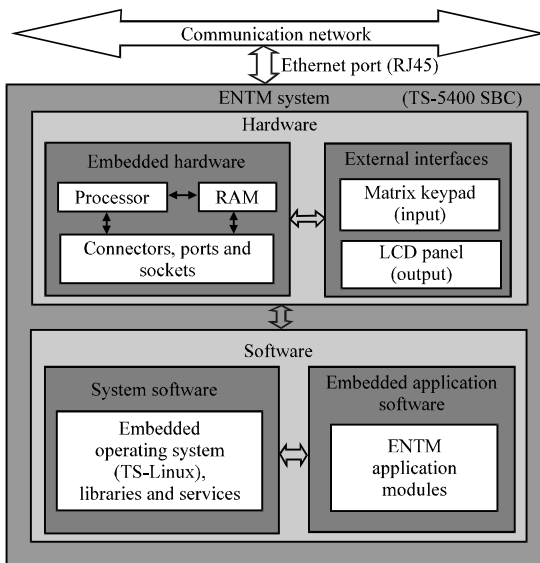 Communication network
Ethernet port (RJ45)
ENTM system
(TS-5400 SBC)
Hardware
Embedded hardware
Processor
RAM
Connectors, ports and
sockets
External interfaces
Matrix keypad
(input)
LCD panel
(output)
Software
System software
Embedded
operating system
(TS-Linux),
libraries and services
Embedded application
software
ENTM
application
modules